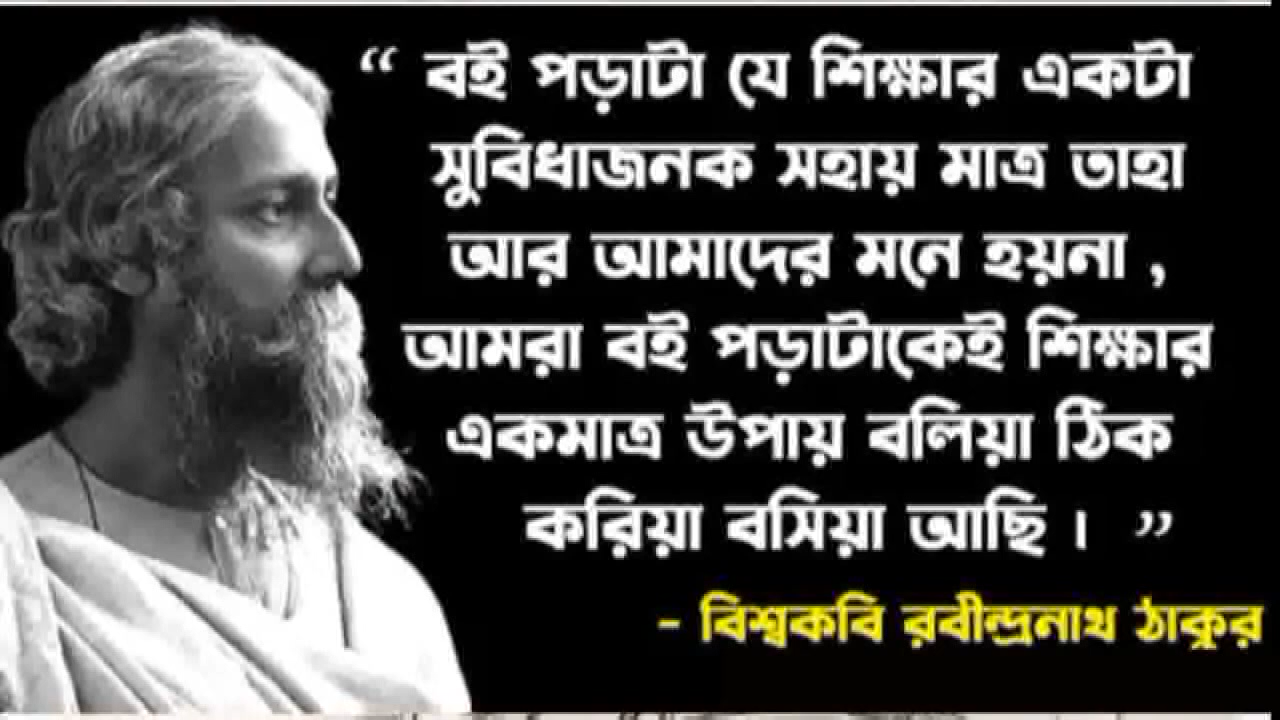 “ বই পড়াটা যে শিক্ষার একটা
সুবিধাজনক সহায় মাত্র তাহা
আর আমাদের মনে হয়না ,
আমরা বই পড়াটাকেই শিক্ষার
একমাত্র উপায় বলিয়া ঠিক
করিয়া বসিয়া আছি । ”
- বিশ্বকবি রবীন্দ্রনাথ ঠাকুর